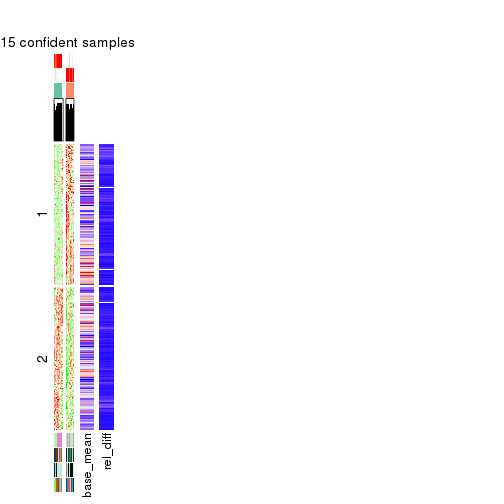 15 confident samples
1
2
base_mean
rel_diff